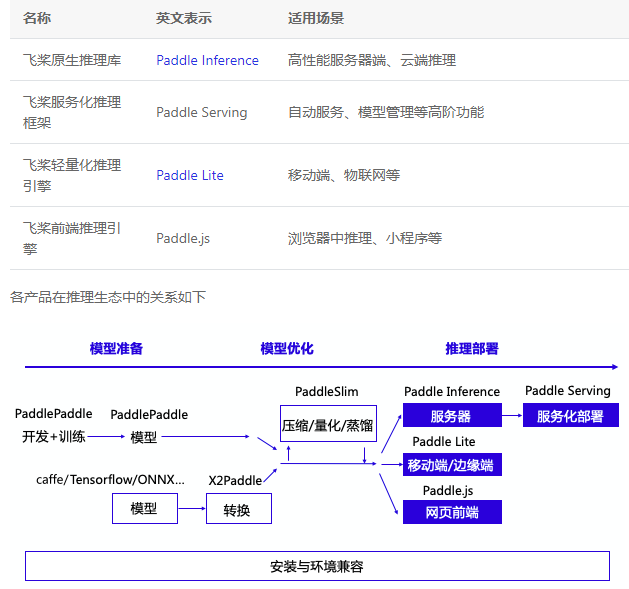 名称 英文表示 适用场景
飞桨原生推理库 Paddle Inference 高性能服务器端、云端推理
飞桨服务化推理
框架
Paddle Serving 自动服务、模型管理等高阶功能
飞桨轻量化推理
引擎
Paddle Lite 移动端、物联网等
飞桨前端推理引
擎
Paddle.js 浏览器中推理、小程序等
各产品在推理生态中的关系如下
模型准备 模型优化 推理部署
PaddleSlim Paddle Inference Paddle Serving
PaddlePaddle PaddlePaddle 压缩/量化/蒸馏 服务器 服务化部署
开发+训练 模型 Paddle Lite
caffe/Tensorflow/ONNX... X2Paddle 移动端/边缘端
Paddle.js
模型 转换 网页前端
安装与环境兼容